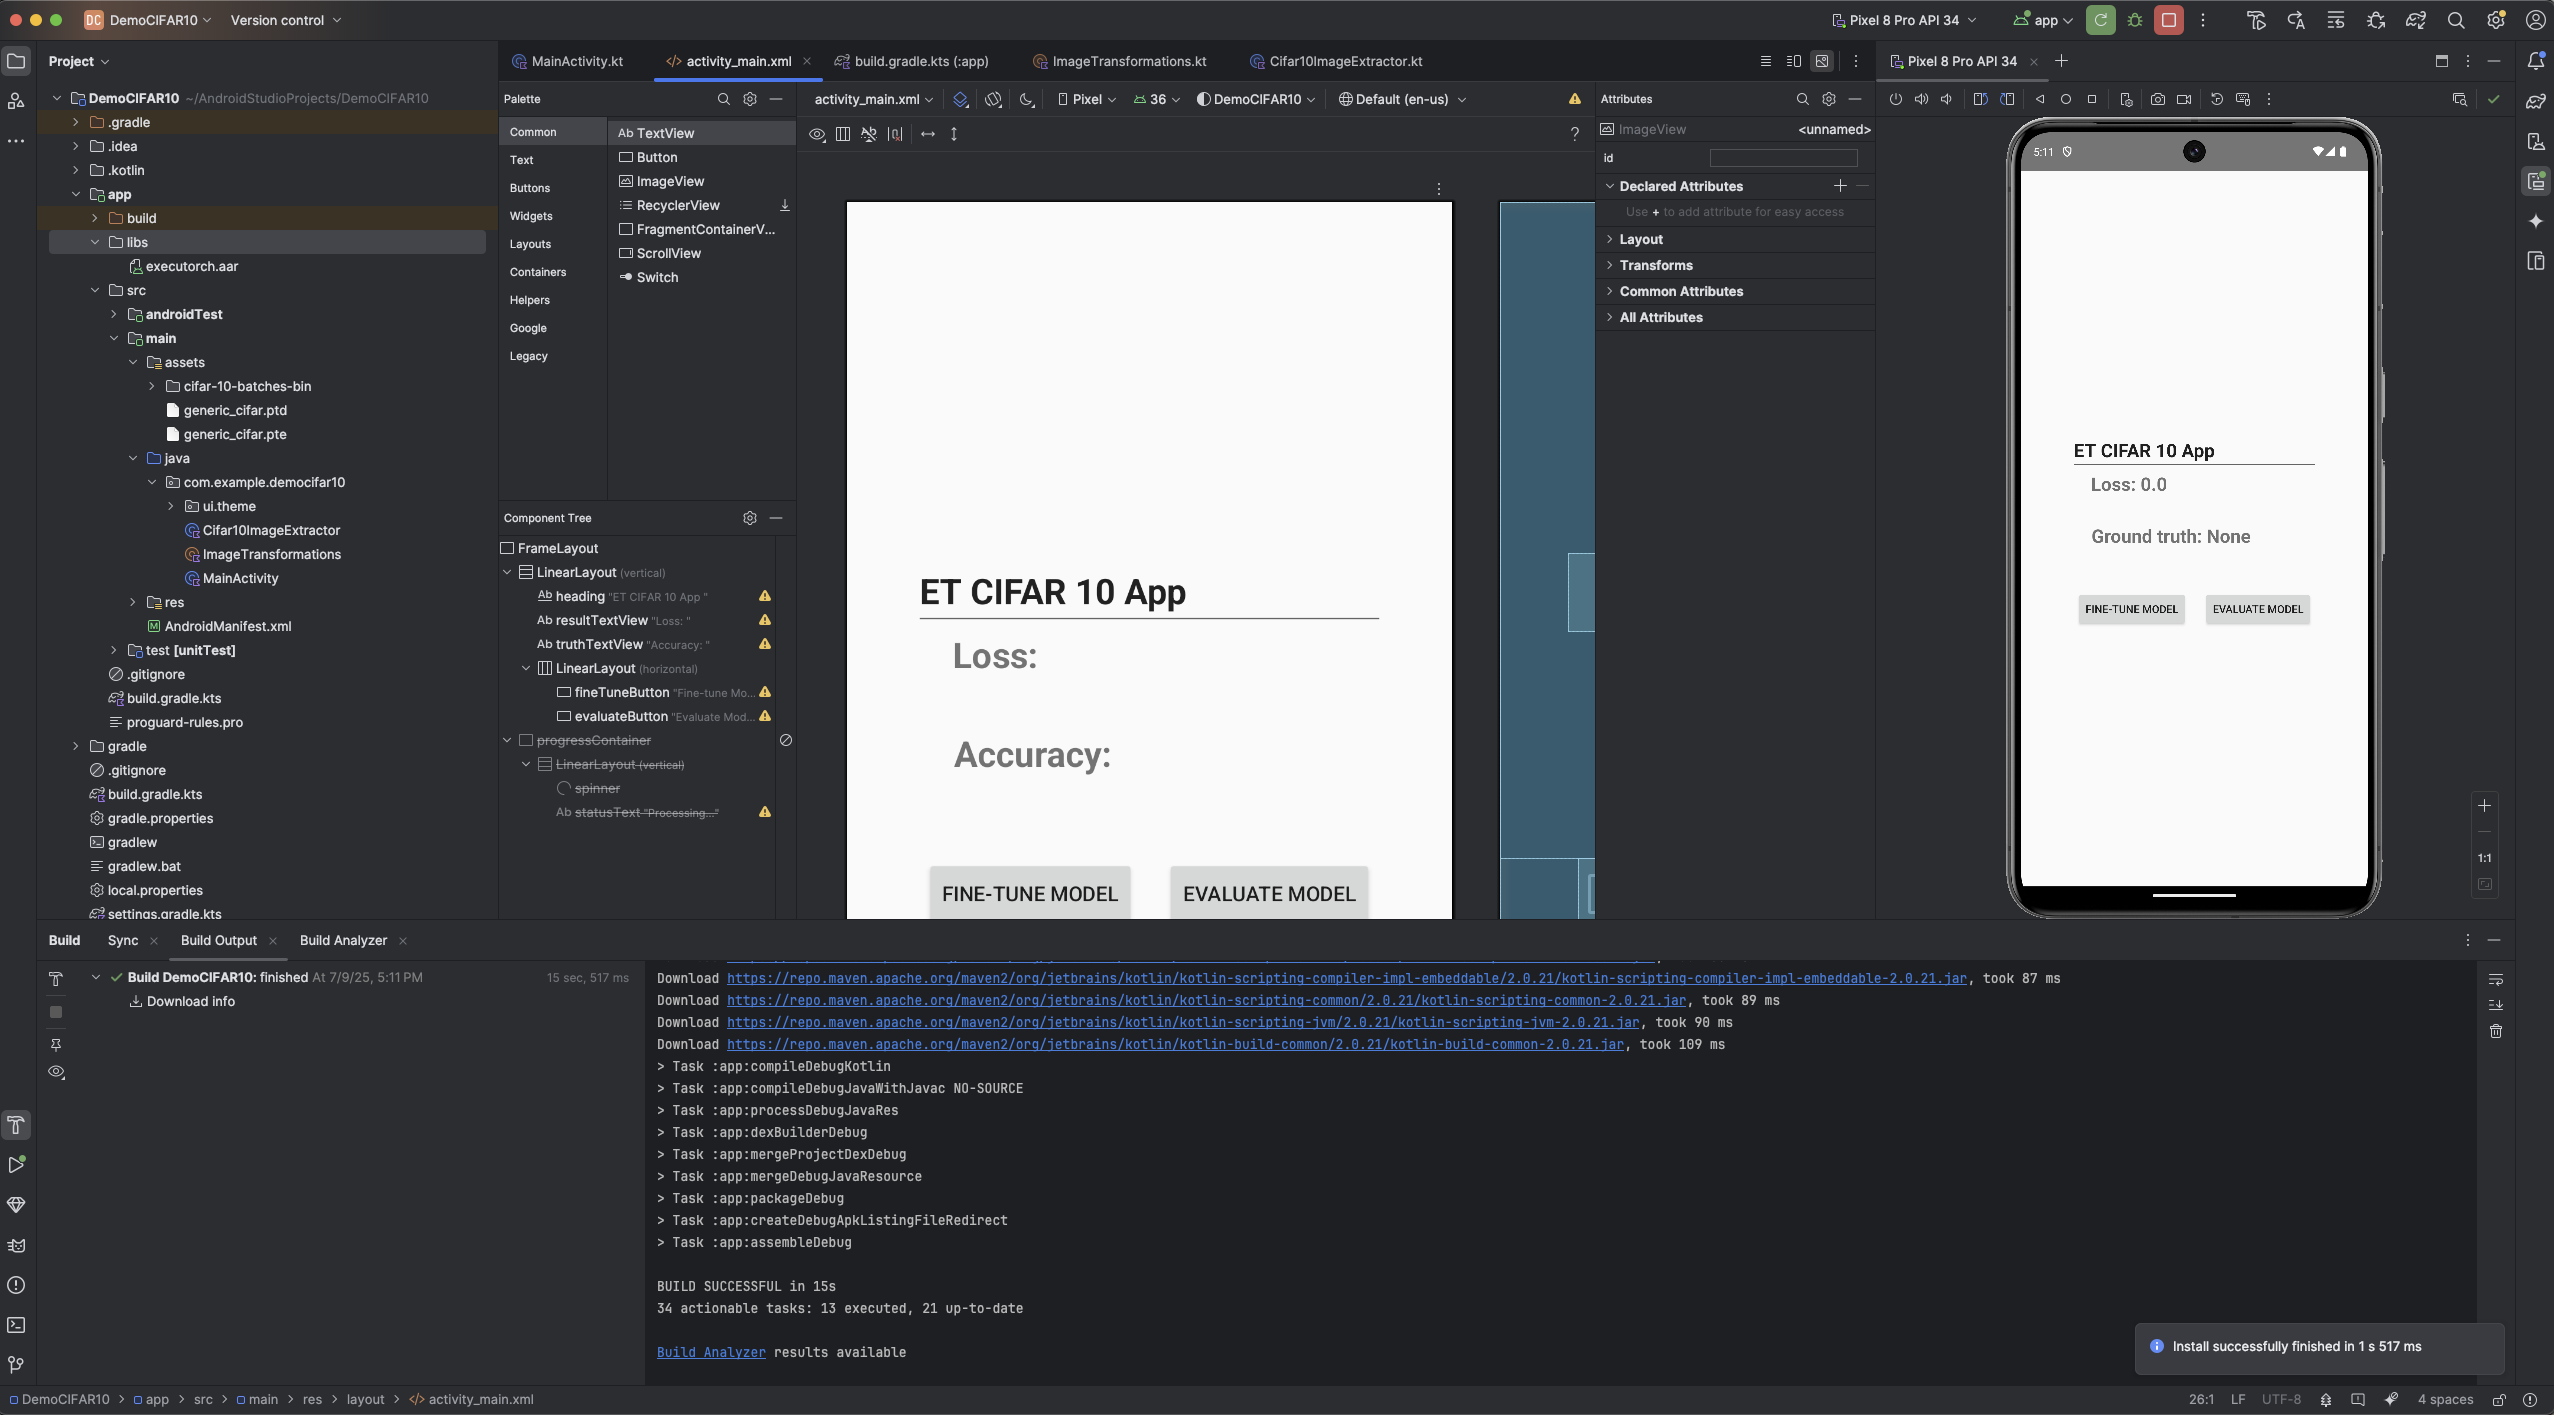 DC DemoCIFAR10 Version control Pixel 8 Pro API 34 app
Project
DemoCIFAR10 ~/AndroidStudioProjects/DemoCIFAR10
.gradle
.idea
.kotlin
app
build
libs
executorch.aar
src
androidTest
main
assets
cifar-10-batches-bin
generic_cifar.ptd
generic_cifar.pte
java
com.example.democifar10
ui.theme
Cifar10ImageExtractor
ImageTransformations
MainActivity
res
AndroidManifest.xml
test [unitTest]
.gitignore
build.gradle.kts
proguard-rules.pro
gradle
.gitignore
build.gradle.kts
gradle.properties
gradlew
gradlew.bat
local.properties
settings.gradle.kts
MainActivity.kt activity_main.xml build.gradle.kts (:app) ImageTransformations.kt Cifar10ImageExtractor.kt
Palette
Common
Text
Buttons
Widgets
Layouts
Containers
Helpers
Google
Legacy
Ab TextView
Button
ImageView
RecyclerView
FragmentContainerV...
ScrollView
Switch
Component Tree
FrameLayout
LinearLayout (vertical)
Ab heading "ET CIFAR 10 App "
Ab resultTextView "Loss: "
Ab truthTextView "Accuracy: "
LinearLayout (horizontal)
fineTuneButton "Fine-tune Mo...
evaluateButton "Evaluate Mod...
progressContainer
LinearLayout (vertical)
spinner
Ab statusText "Processing..."
activity_main.xml Pixel 36 DemoCIFAR10 Default (en-us)
?
ET CIFAR 10 App
Loss:
Accuracy:
FINE-TUNE MODEL EVALUATE MODEL
Attributes
ImageView <unnamed>
id
Declared Attributes
Use + to add attribute for easy access
Layout
Transforms
Common Attributes
All Attributes
Pixel 8 Pro API 34
5:11
ET CIFAR 10 App
Loss: 0.0
Ground truth: None
FINE-TUNE MODEL EVALUATE MODEL
1:1
Build Sync Build Output Build Analyzer
Build DemoCIFAR10: finished At 7/9/25, 5:11 PM 15 sec, 517 ms
Download info
Download https://repo.maven.apache.org/maven2/org/jetbrains/kotlin/kotlin-scripting-compiler-impl-embeddable/2.0.21/kotlin-scripting-compiler-impl-embeddable-2.0.21.jar, took 87 ms
Download https://repo.maven.apache.org/maven2/org/jetbrains/kotlin/kotlin-scripting-common/2.0.21/kotlin-scripting-common-2.0.21.jar, took 89 ms
Download https://repo.maven.apache.org/maven2/org/jetbrains/kotlin/kotlin-scripting-jvm/2.0.21/kotlin-scripting-jvm-2.0.21.jar, took 90 ms
Download https://repo.maven.apache.org/maven2/org/jetbrains/kotlin/kotlin-build-common/2.0.21/kotlin-build-common-2.0.21.jar, took 109 ms
> Task :app:compileDebugKotlin
> Task :app:compileDebugJavaWithJavac NO-SOURCE
> Task :app:processDebugJavaRes
> Task :app:dexBuilderDebug
> Task :app:mergeProjectDexDebug
> Task :app:mergeDebugJavaResource
> Task :app:packageDebug
> Task :app:createDebugApkListingFileRedirect
> Task :app:assembleDebug
BUILD SUCCESSFUL in 15s
34 actionable tasks: 13 executed, 21 up-to-date
Build Analyzer results available
Install successfully finished in 1 s 517 ms
DemoCIFAR10 > app > src > main > res > layout > activity_main.xml
26:1 LF UTF-8 4 spaces